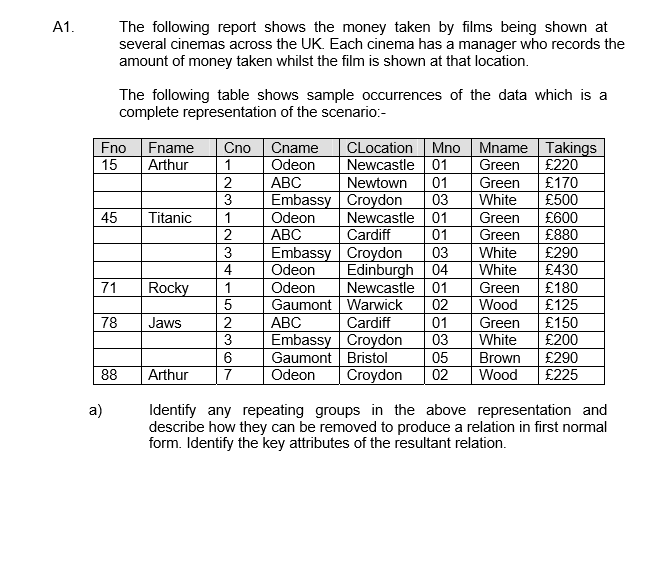 A1. The following report shows the money taken by films being shown at
several cinemas across the UK. Each cinema has a manager who records the
amount of money taken whilst the film is shown at that location.
The following table shows sample occurrences of the data which is a
complete representation of the scenario:-
Fno Fname Cno Cname CLocation Mno Mname Takings
15 Arthur 1 Odeon Newcastle 01 Green £220
2 ABC Newtown 01 Green £170
3 Embassy Croydon 03 White £500
45 Titanic 1 Odeon Newcastle 01 Green £600
2 ABC Cardiff 01 Green £880
3 Embassy Croydon 03 White £290
4 Odeon Edinburgh 04 White £430
71 Rocky 1 Odeon Newcastle 01 Green £180
5 Gaumont Warwick 02 Wood £125
78 Jaws 2 ABC Cardiff 01 Green £150
3 Embassy Croydon 03 White £200
6 Gaumont Bristol 05 Brown £290
88 Arthur 7 Odeon Croydon 02 Wood £225
a) Identify any repeating groups in the above representation and
describe how they can be removed to produce a relation in first normal
form. Identify the key attributes of the resultant relation.